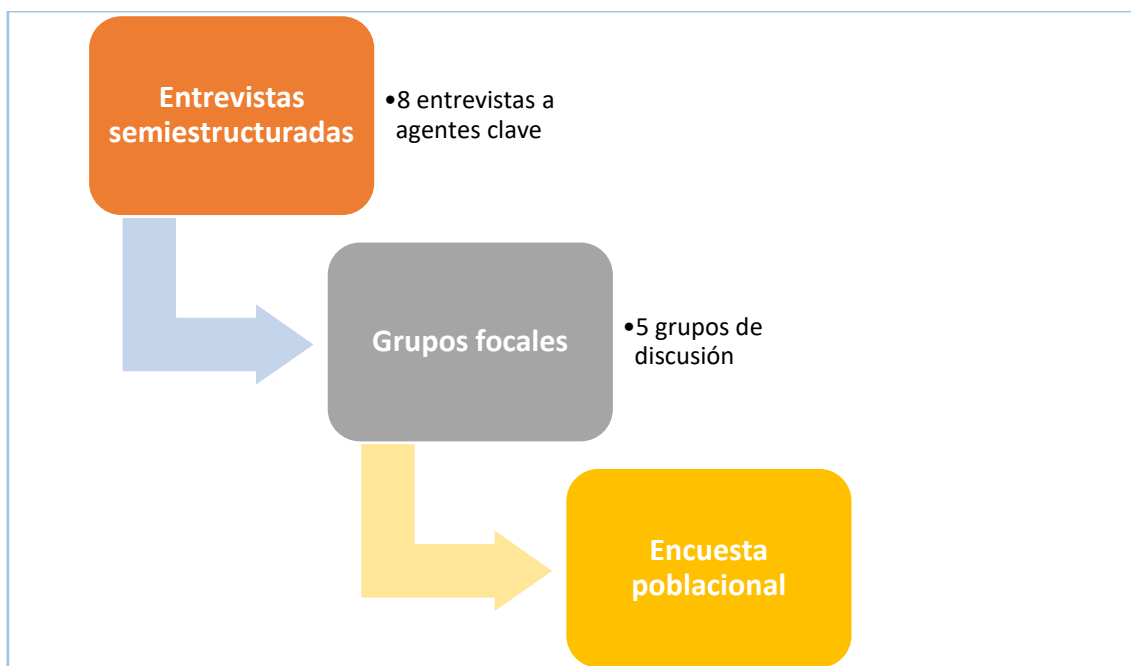 Entrevistas
semiestructuradas
•8 entrevistas a
agentes clave
Grupos focales
•5 grupos de
discusión
Encuesta
poblacional